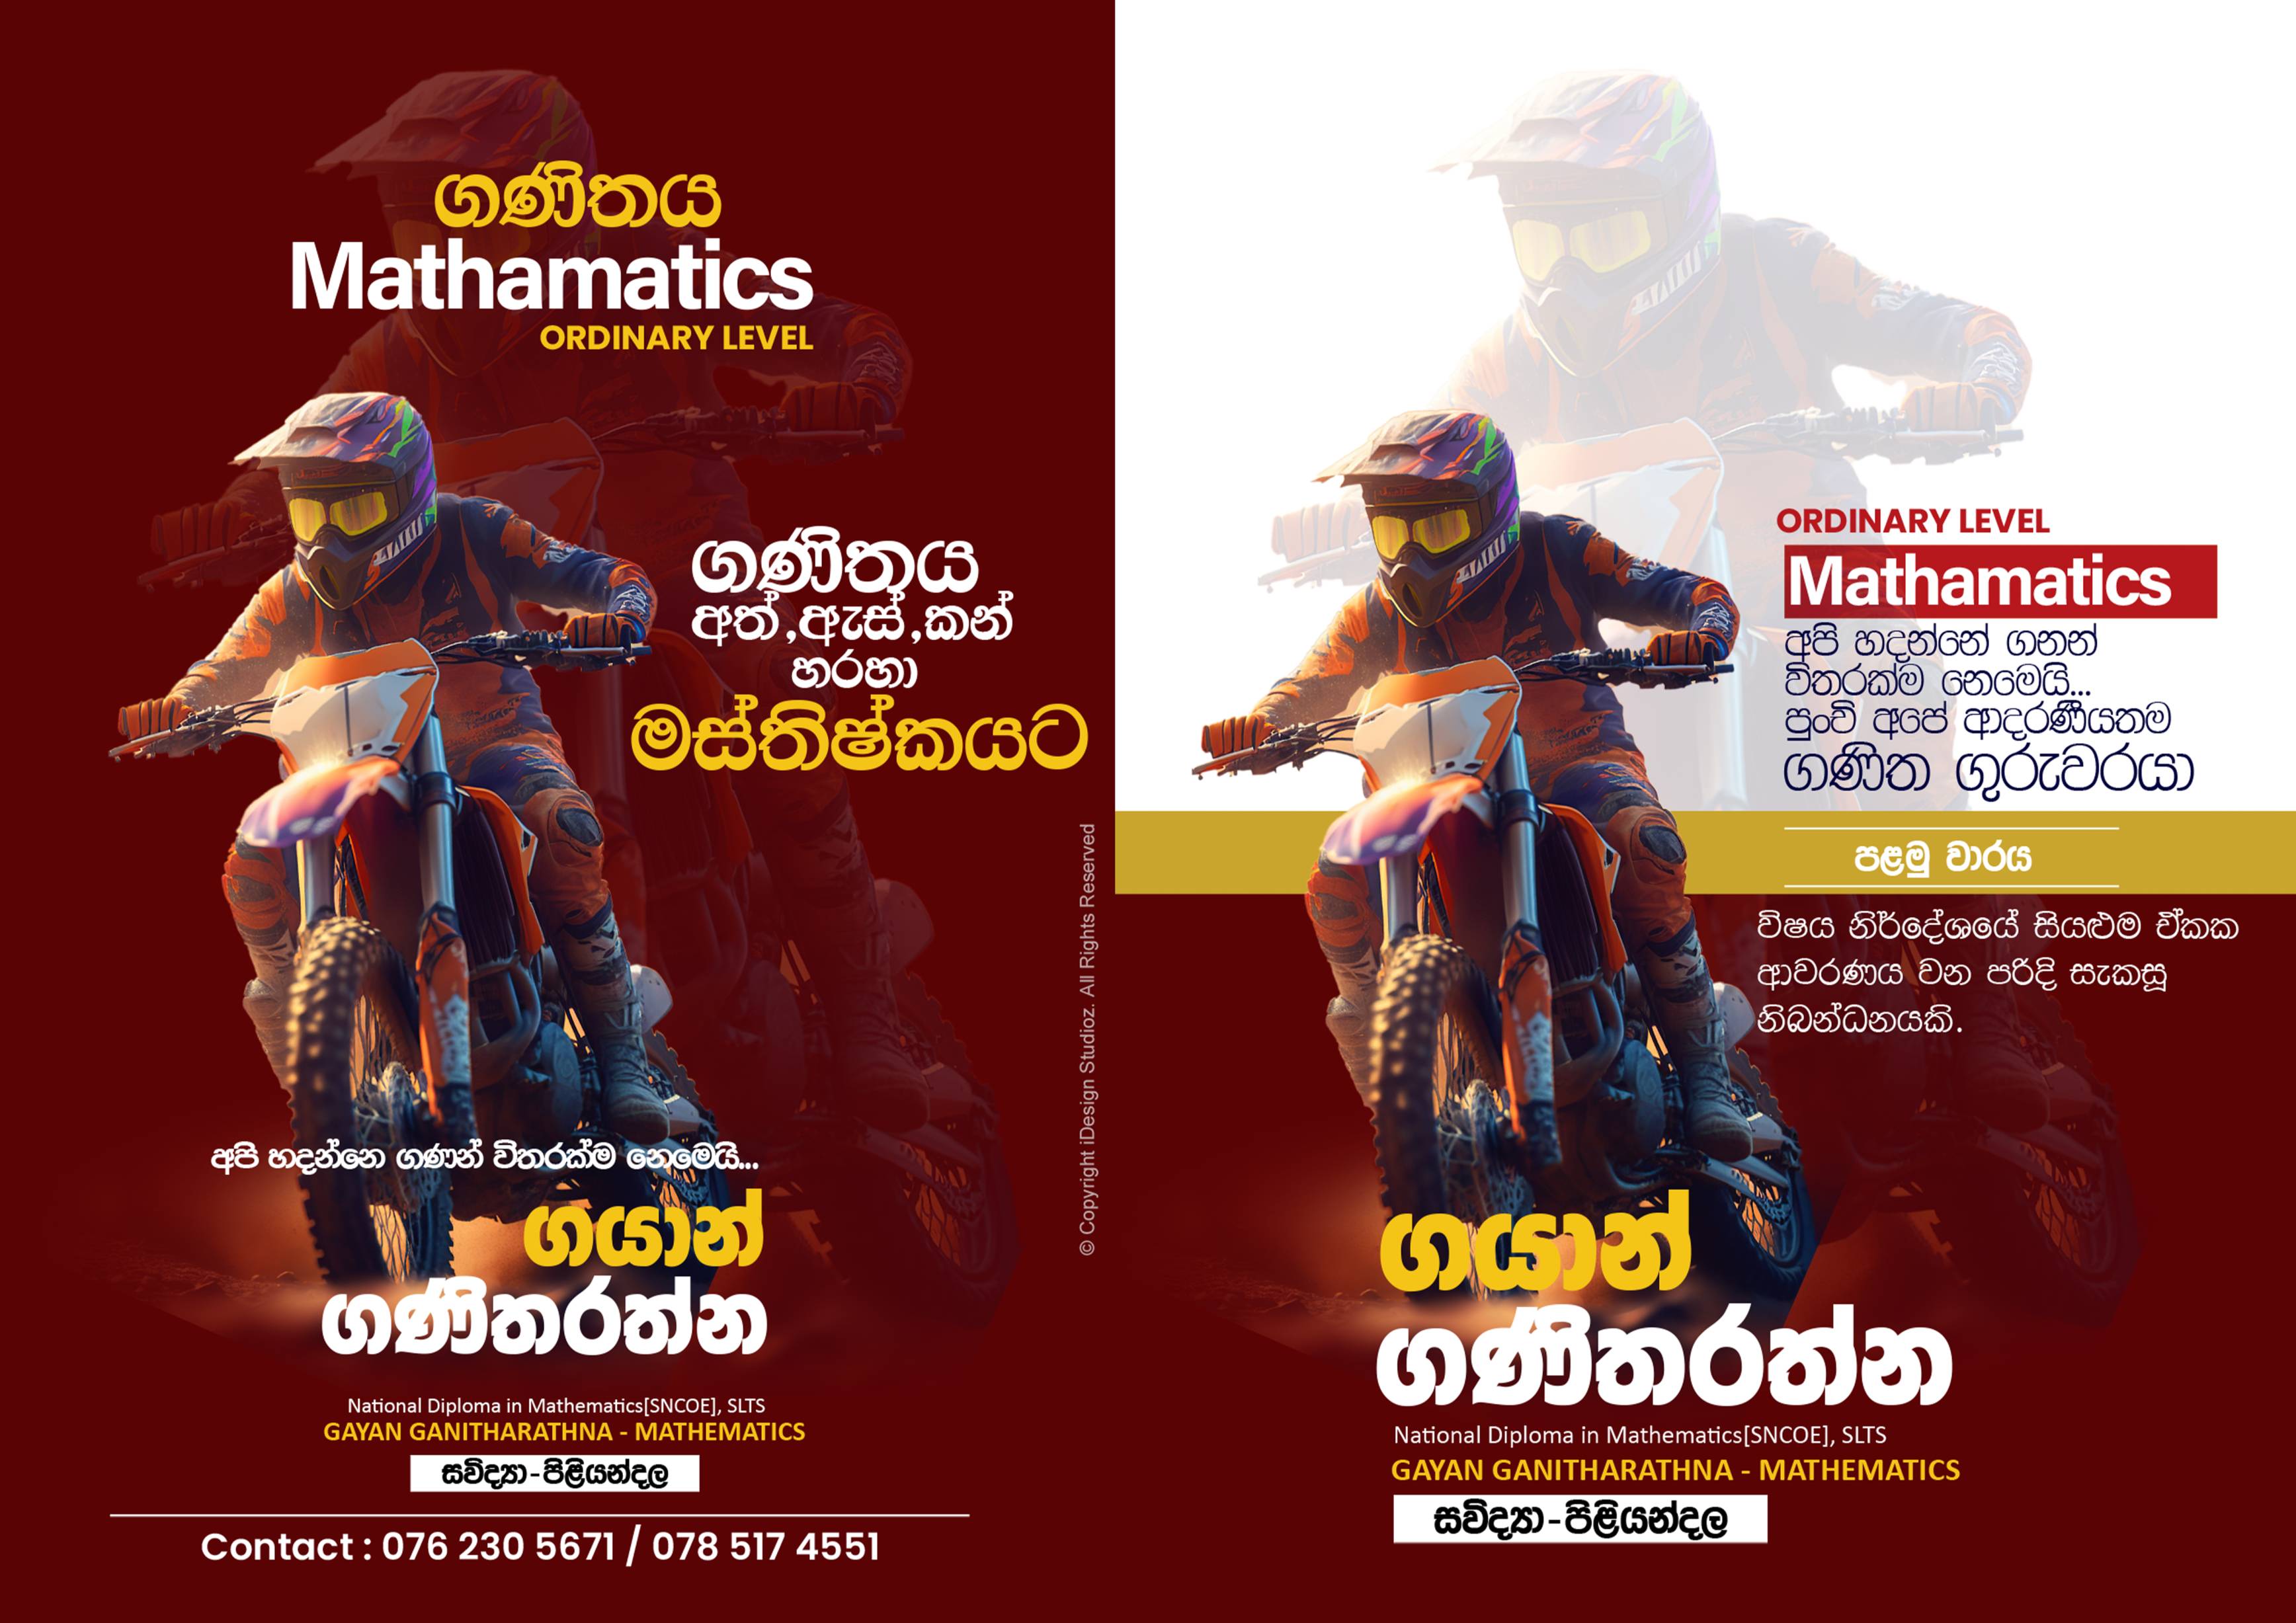 ගණිතය
Mathamatics
ORDINARY LEVEL
ගණිතය
අත්,ඇස්,කන්
හරහා
මස්තිෂ්කයට
© Copyright iDesign Studioz. All Rights Reserved
අපි හදන්නෙ ගණන් විතරක්ම නෙමෙයි...
ගයාන්
ගණිතරත්න
National Diploma in Mathematics[SNCOE], SLTS
GAYAN GANITHARATHNA - MATHEMATICS
සවිද්‍යා-පිළියන්දල
Contact : 076 230 5671 / 078 517 4551
ORDINARY LEVEL
Mathamatics
අපි හදන්නේ ගනන්
විතරක්ම නෙමෙයි...
පුංචි අපේ ආදරණීයතම
ගණිත ගුරුවරයා
පළමු වාරය
විෂය නිර්දේශයේ සියළුම ඒකක
ආවරණය වන පරිදි සැකසූ
නිබන්ධනයකි.
ගයාන්
ගණිතරත්න
National Diploma in Mathematics[SNCOE], SLTS
GAYAN GANITHARATHNA - MATHEMATICS
සවිද්‍යා-පිළියන්දල